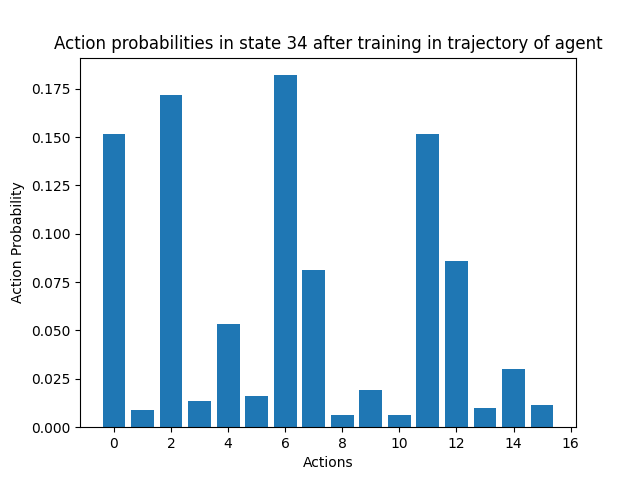 Action probabilities in state 34 after training in trajectory of agent
0.175
0.150
0.125
0.100
0.075
0.050
0.025
0.000
Action Probability
0 2 4 6 8 10 12 14 16
Actions